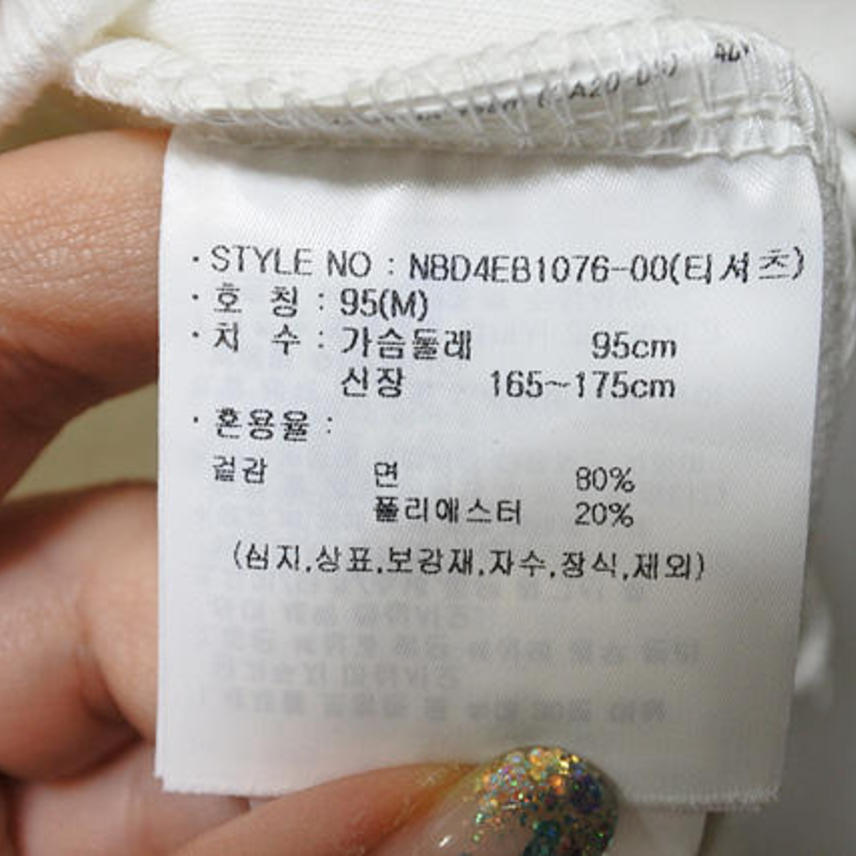 · STYLE NO : N8D4EB1076-00(티셔츠)
· 호 칭 : 95(M)
· 치 수 : 가슴둘레 95cm
신장 165~175cm
· 혼용율 :
겉감 면 80%
폴리에스터 20%
(심지,상표,보강재,자수,장식,제외)